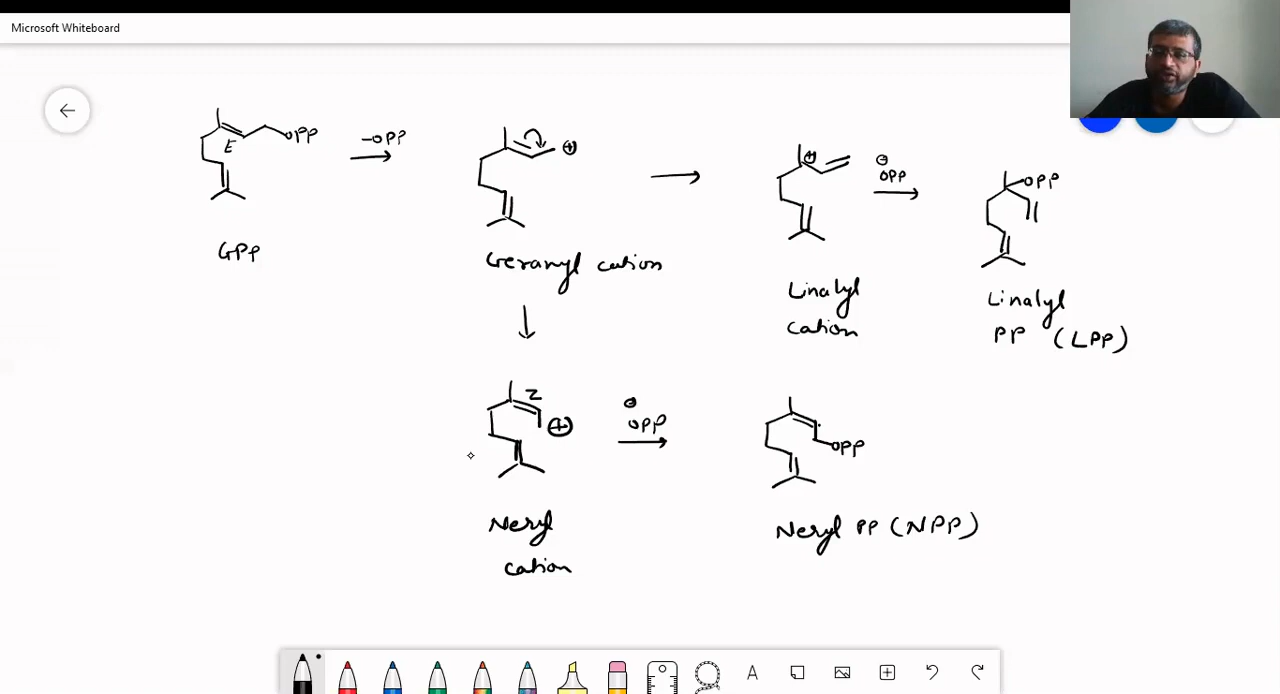 Microsoft Whiteboard
E
OPP
-OPP
⊕
⊕
⊖
OPP
OPP
GPP
Geranyl cation
Linalyl
cation
Linalyl
PP (LPP)
Z
⊕
⊖
OPP
OPP
Neryl
cation
Neryl PP (NPP)
A